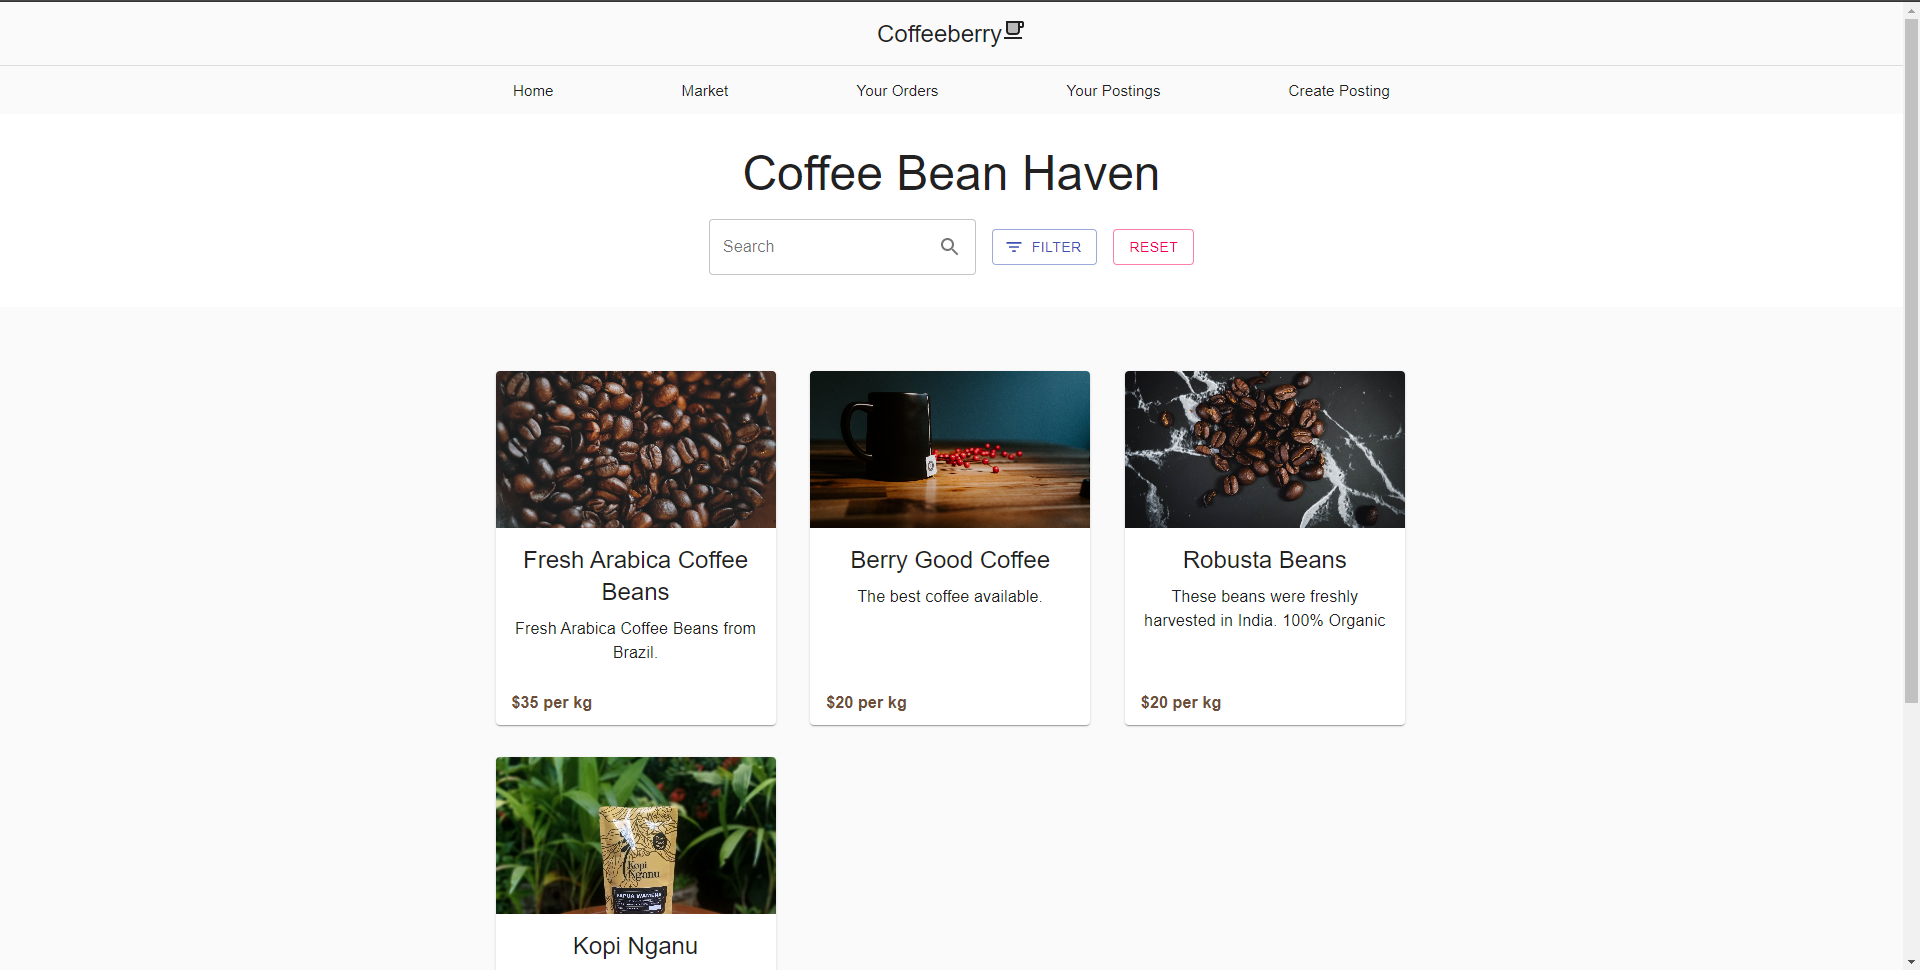 Coffeeberry
Home Market Your Orders Your Postings Create Posting
Coffee Bean Haven
Search FILTER RESET
Fresh Arabica Coffee
Beans
Fresh Arabica Coffee Beans from
Brazil.
$35 per kg
Berry Good Coffee
The best coffee available.
$20 per kg
Robusta Beans
These beans were freshly
harvested in India. 100% Organic
$20 per kg
Kopi
Nganu
PAPUA WAMENA
Kopi Nganu